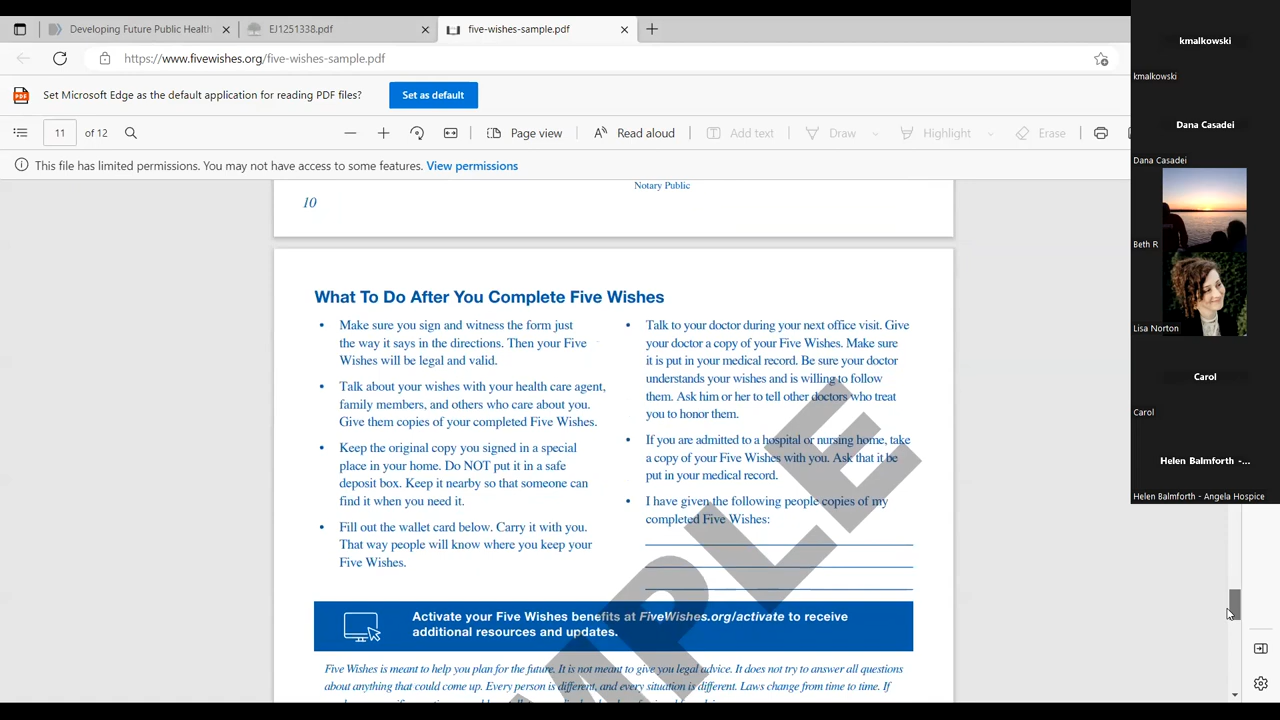 Developing Future Public Health
EJ1251338.pdf
five-wishes-sample.pdf
https://www.fivewishes.org/five-wishes-sample.pdf
Set Microsoft Edge as the default application for reading PDF files?
Set as default
11 of 12
Page view
Read aloud
Add text
Draw
Highlight
Erase
This file has limited permissions. You may not have access to some features. View permissions
Notary Public
10
What To Do After You Complete Five Wishes
• Make sure you sign and witness the form just
the way it says in the directions. Then your Five
Wishes will be legal and valid.
• Talk about your wishes with your health care agent,
family members, and others who care about you.
Give them copies of your completed Five Wishes.
• Keep the original copy you signed in a special
place in your home. Do NOT put it in a safe
deposit box. Keep it nearby so that someone can
find it when you need it.
• Fill out the wallet card below. Carry it with you.
That way people will know where you keep your
Five Wishes.
• Talk to your doctor during your next office visit. Give
your doctor a copy of your Five Wishes. Make sure
it is put in your medical record. Be sure your doctor
understands your wishes and is willing to follow
them. Ask him or her to tell other doctors who treat
you to honor them.
• If you are admitted to a hospital or nursing home, take
a copy of your Five Wishes with you. Ask that it be
put in your medical record.
• I have given the following people copies of my
completed Five Wishes:
Activate your Five Wishes benefits at FiveWishes.org/activate to receive
additional resources and updates.
Five Wishes is meant to help you plan for the future. It is not meant to give you legal advice. It does not try to answer all questions
about anything that could come up. Every person is different, and every situation is different. Laws change from time to time. If
MPLE
kmalkowski
kmalkowski
Dana Casadei
Dana Casadei
Beth R
Lisa Norton
Carol
Carol
Helen Balmforth -...
Helen Balmforth - Angela Hospice